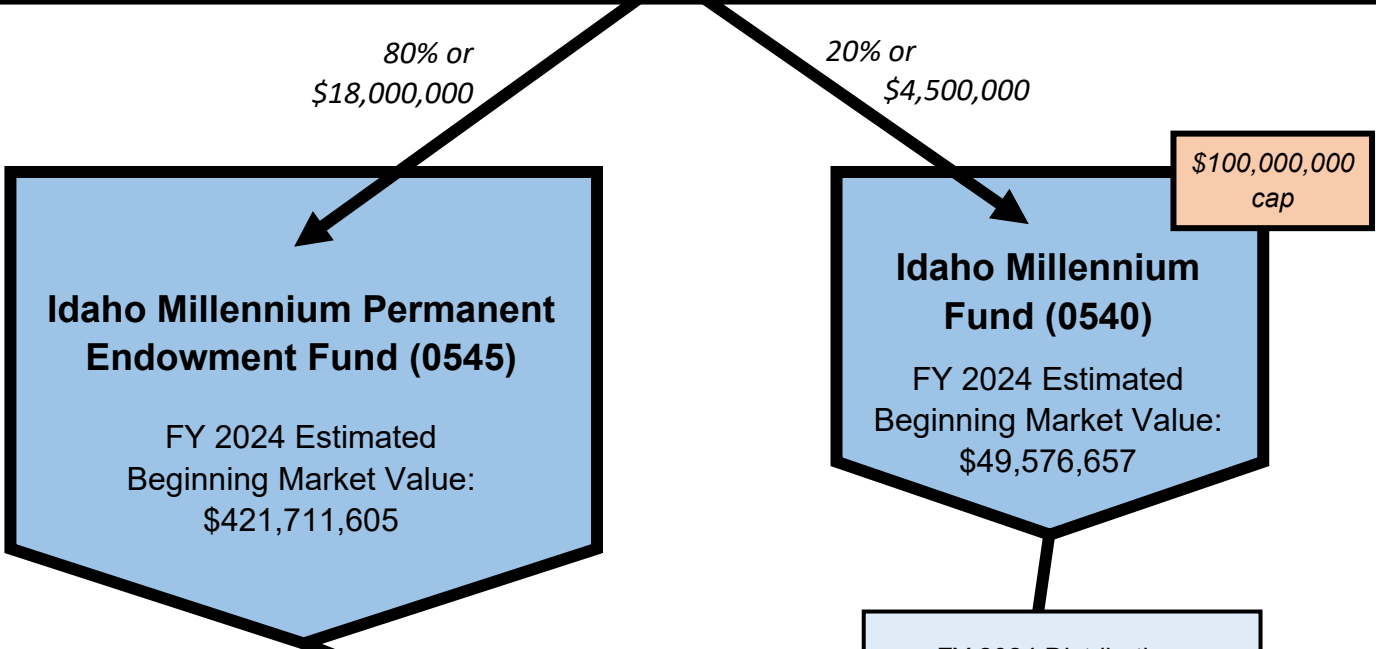 80% or
$18,000,000
20% or
$4,500,000
$100,000,000
cap
Idaho Millennium Permanent
Endowment Fund (0545)
FY 2024 Estimated
Beginning Market Value:
$421,711,605
Idaho Millennium
Fund (0540)
FY 2024 Estimated
Beginning Market Value:
$49,576,657